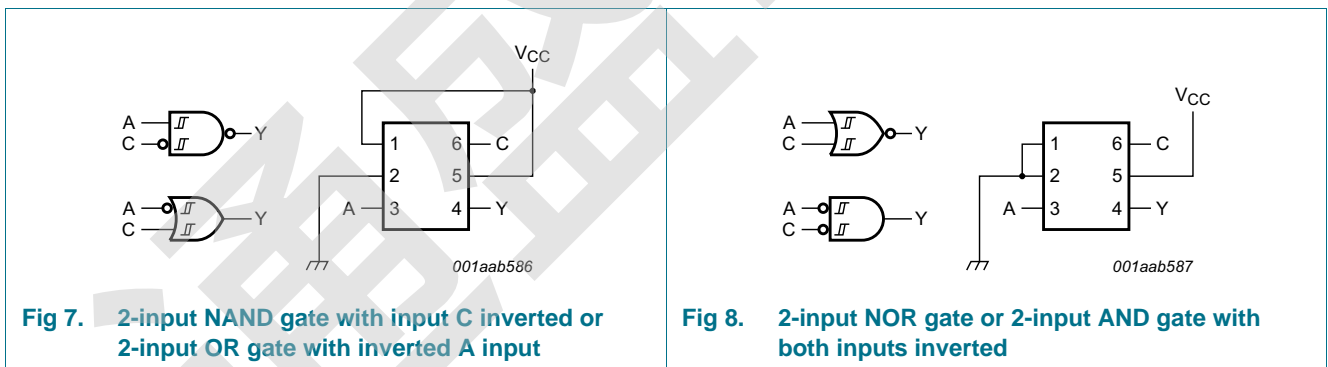 VCC
A
C
Y
1
2
3
6
5
4
C
A
Y
A
C
Y
001aab586
Fig 7. 2-input NAND gate with input C inverted or
2-input OR gate with inverted A input
VCC
A
C
Y
1
2
3
6
5
4
C
A
Y
A
C
Y
001aab587
Fig 8. 2-input NOR gate or 2-input AND gate with
both inputs inverted